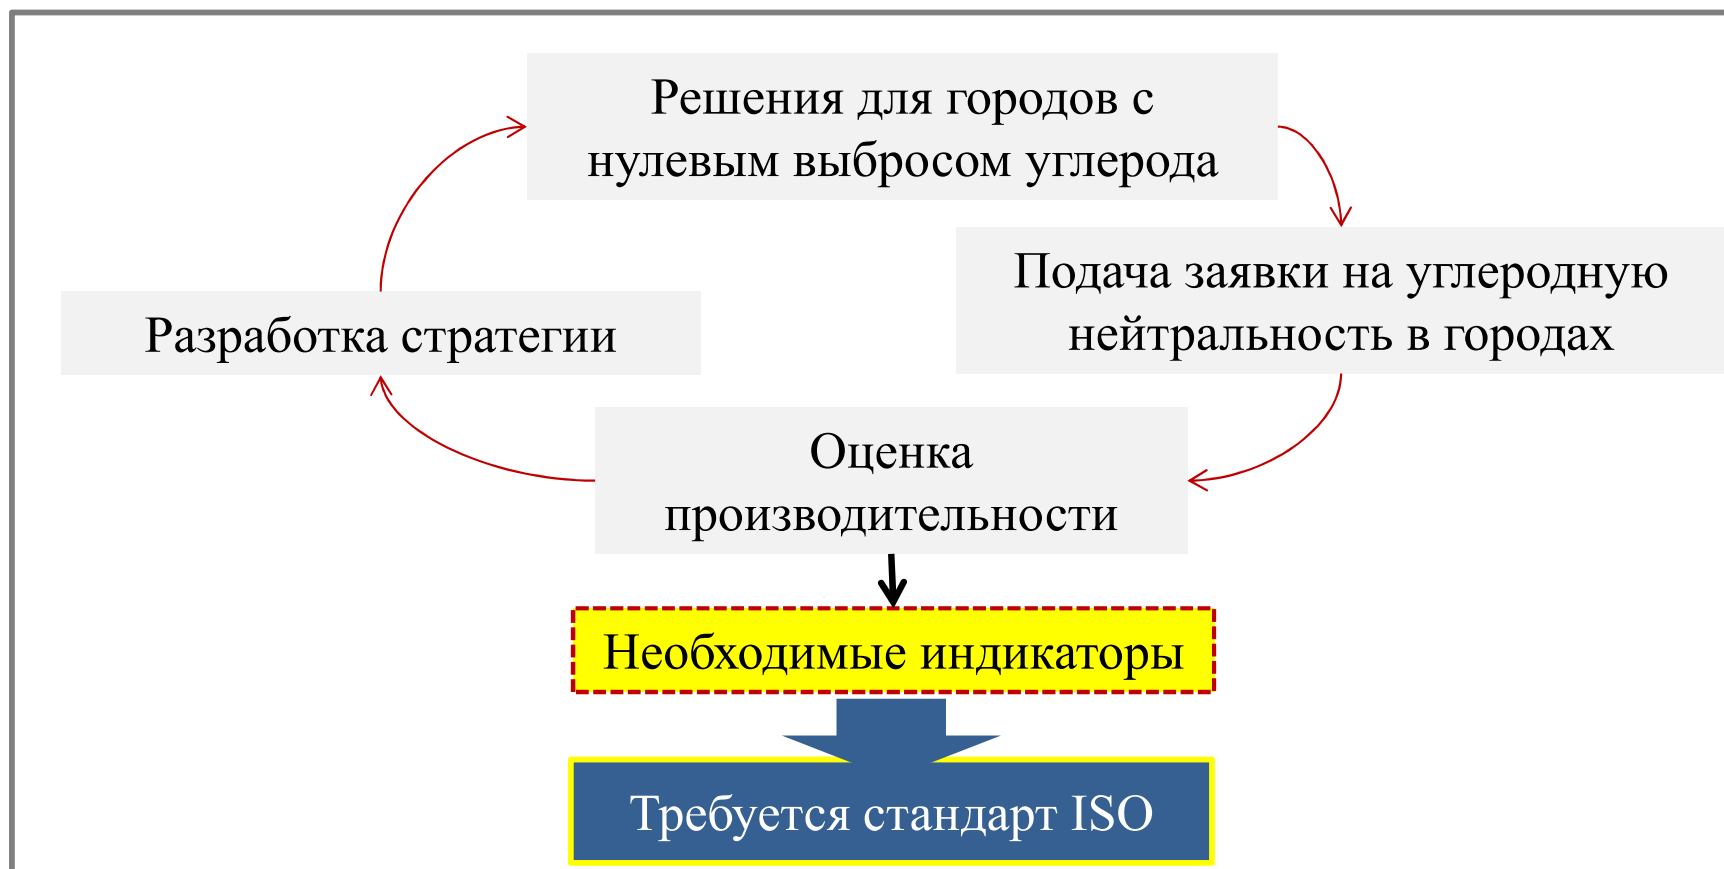 Решения для городов с
нулевым выбросом углерода
Подача заявки на углеродную
нейтральность в городах
Разработка стратегии
Оценка
производительности
Необходимые индикаторы
Требуется стандарт ISO